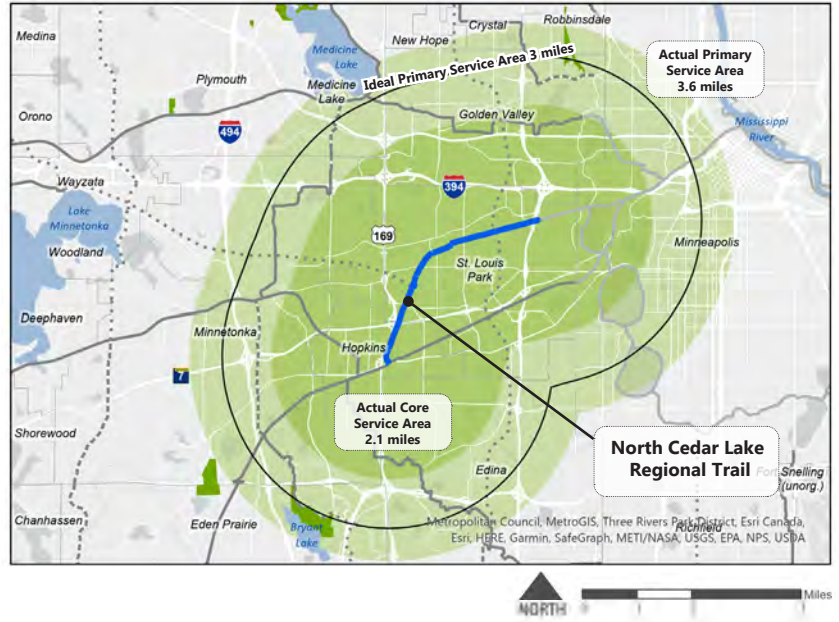 Robbinsdale
Crystal
Medina
New Hope
Medicine
Lake
Ideal Primary Service Area 3 miles
Actual Primary
Service Area
3.6 miles
Plymouth
Medicine
Lake
Orono
Golden Valley
494
Mississippi
River
Wayzata
394
Lake
Minnetonka
169
Woodland
Minneapolis
St. Louis
Park
Deephaven
Minnetonka
Hopkins
7
Actual Core
Service Area
2.1 miles
Shorewood
North Cedar Lake
Regional Trail
Edina
Snelling
(unorg.)
Chanhassen
Eden Prairie
Bryant
Lake
Richfield
Metropolitan Council, MetroGIS, Three Rivers Park District, Esri Canada,
Esri, HERE, Garmin, SafeGraph, METI/NASA, USGS, EPA, NPS, USDA
NORTH
Miles